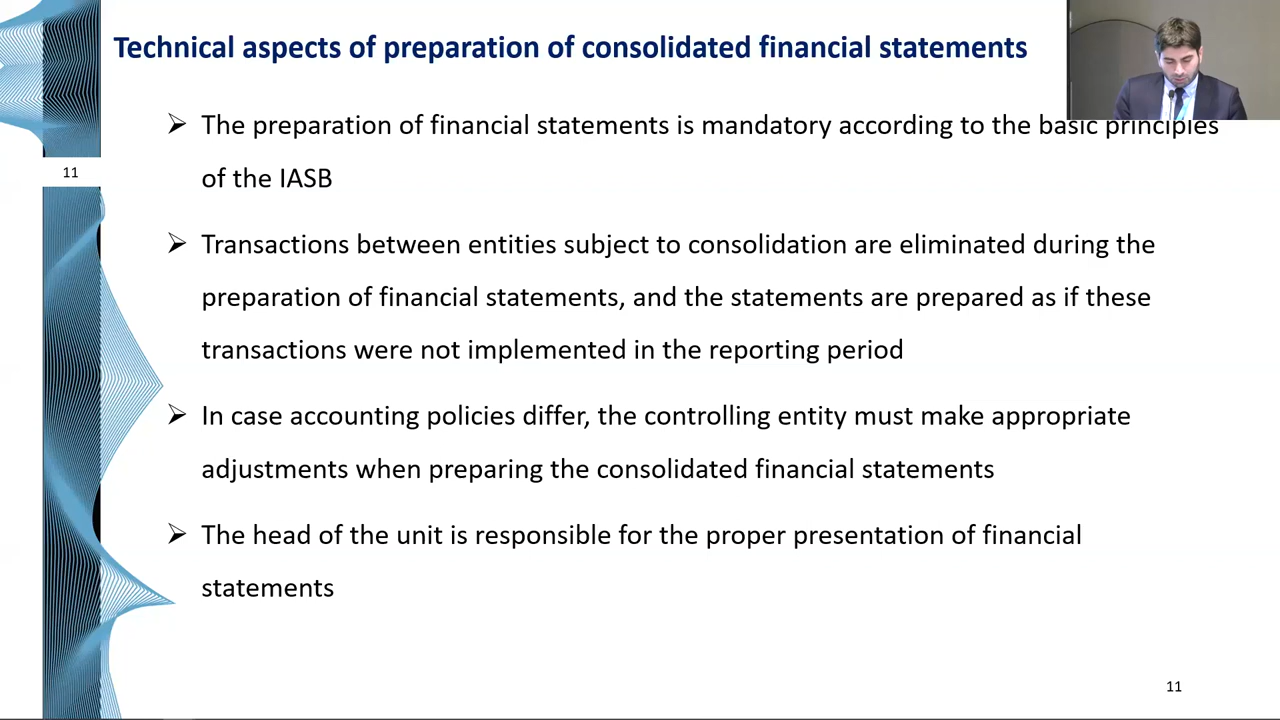 Technical aspects of preparation of consolidated financial statements
11
➢ The preparation of financial statements is mandatory according to the basic principles
of the IASB
➢ Transactions between entities subject to consolidation are eliminated during the
preparation of financial statements, and the statements are prepared as if these
transactions were not implemented in the reporting period
➢ In case accounting policies differ, the controlling entity must make appropriate
adjustments when preparing the consolidated financial statements
➢ The head of the unit is responsible for the proper presentation of financial
statements
11